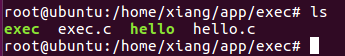 root@ubuntu:/home/xiang/app/exec# ls
exec exec.c hello hello.c
root@ubuntu:/home/xiang/app/exec#